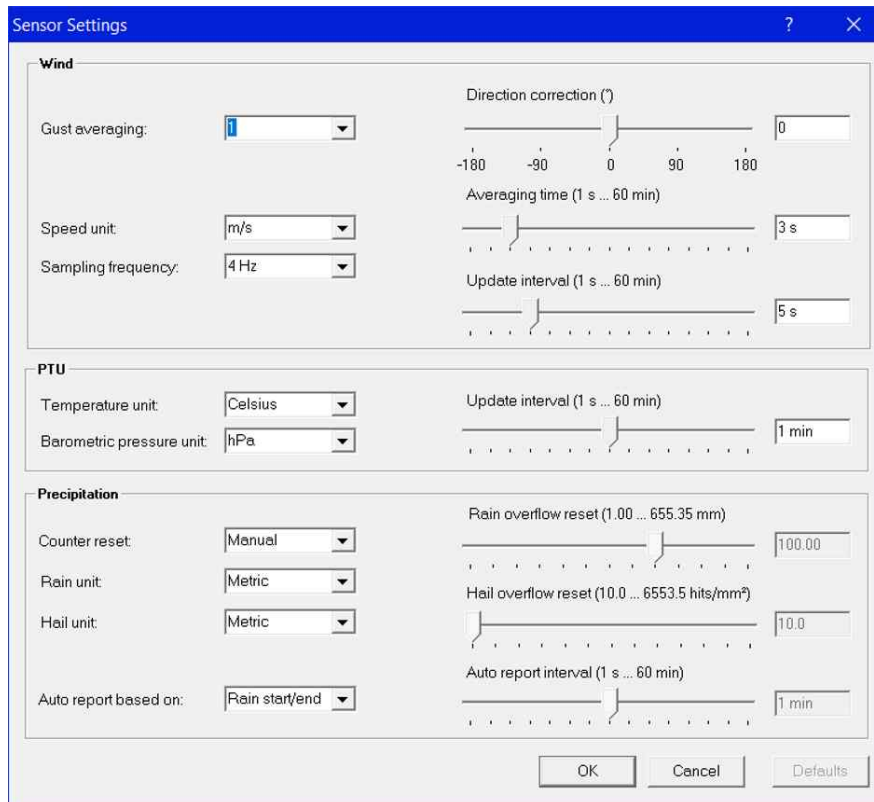 Sensor Settings ? ×
Wind
Direction correction (°)
Gust averaging: 1 0
-180 -90 0 90 180
Averaging time (1 s ... 60 min)
Speed unit: m/s 3 s
Sampling frequency: 4 Hz
Update interval (1 s ... 60 min)
5 s
PTU
Temperature unit: Celsius Update interval (1 s ... 60 min)
Barometric pressure unit: hPa 1 min
Precipitation
Rain overflow reset (1.00 ... 655.35 mm)
Counter reset: Manual 100.00
Rain unit: Metric
Hail overflow reset (10.0 ... 6553.5 hits/mm²)
Hail unit: Metric 10.0
Auto report interval (1 s ... 60 min)
Auto report based on: Rain start/end 1 min
OK Cancel Defaults